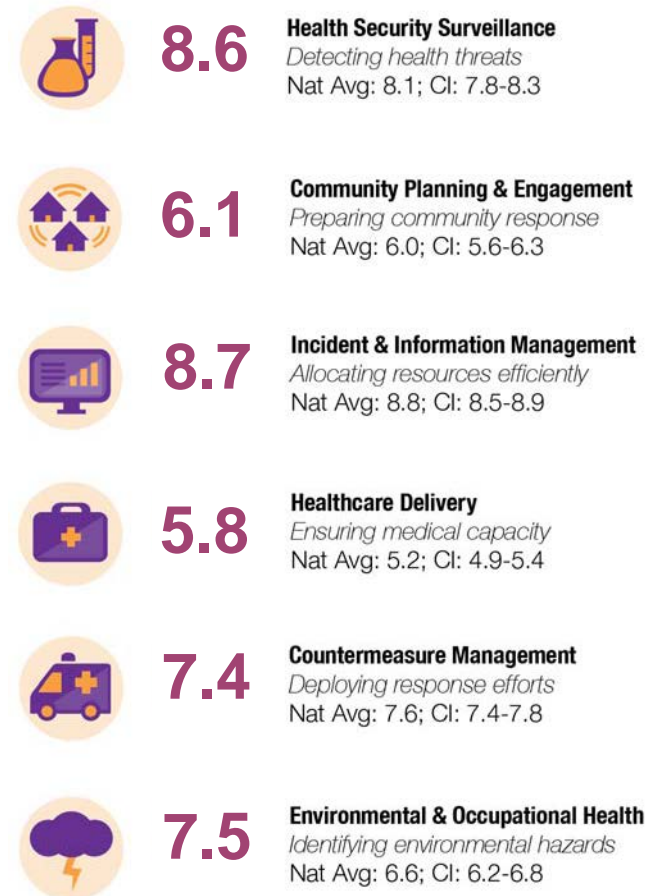 8.6
Health Security Surveillance
Detecting health threats
Nat Avg: 8.1; CI: 7.8-8.3
6.1
Community Planning & Engagement
Preparing community response
Nat Avg: 6.0; CI: 5.6-6.3
8.7
Incident & Information Management
Allocating resources efficiently
Nat Avg: 8.8; CI: 8.5-8.9
5.8
Healthcare Delivery
Ensuring medical capacity
Nat Avg: 5.2; CI: 4.9-5.4
7.4
Countermeasure Management
Deploying response efforts
Nat Avg: 7.6; CI: 7.4-7.8
7.5
Environmental & Occupational Health
Identifying environmental hazards
Nat Avg: 6.6; CI: 6.2-6.8